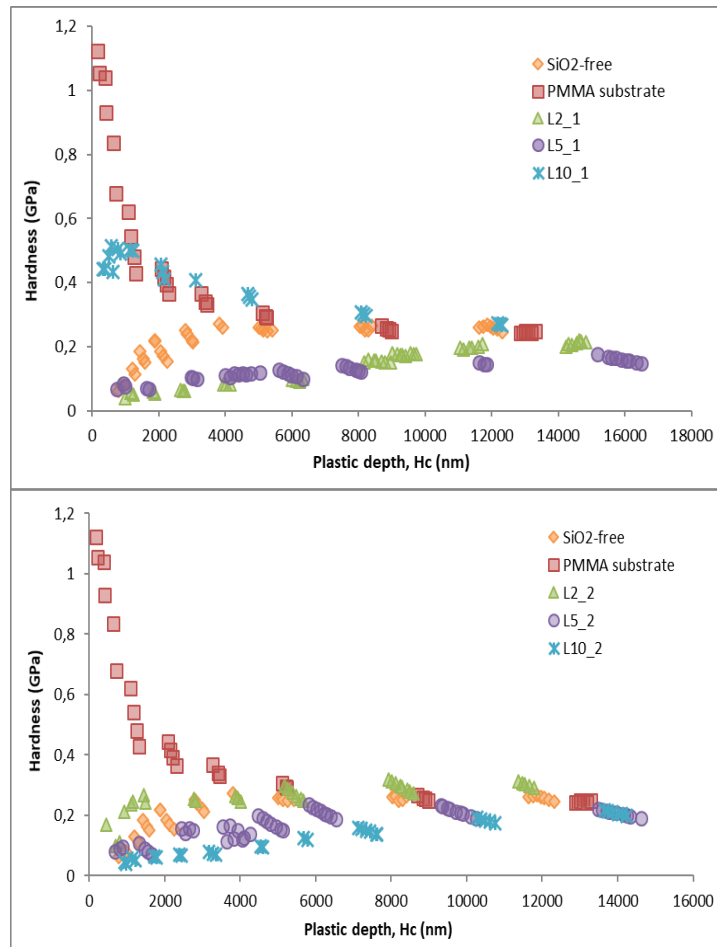 1,2
1
0,8
0,6
0,4
0,2
0
Hardness (GPa)
SiO2-free
PMMA substrate
L2_1
L5_1
L10_1
0 2000 4000 6000 8000 10000 12000 14000 16000 18000
Plastic depth, Hc (nm)
1,2
1
0,8
0,6
0,4
0,2
0
Hardness (GPa)
SiO2-free
PMMA substrate
L2_2
L5_2
L10_2
0 2000 4000 6000 8000 10000 12000 14000 16000
Plastic depth, Hc (nm)